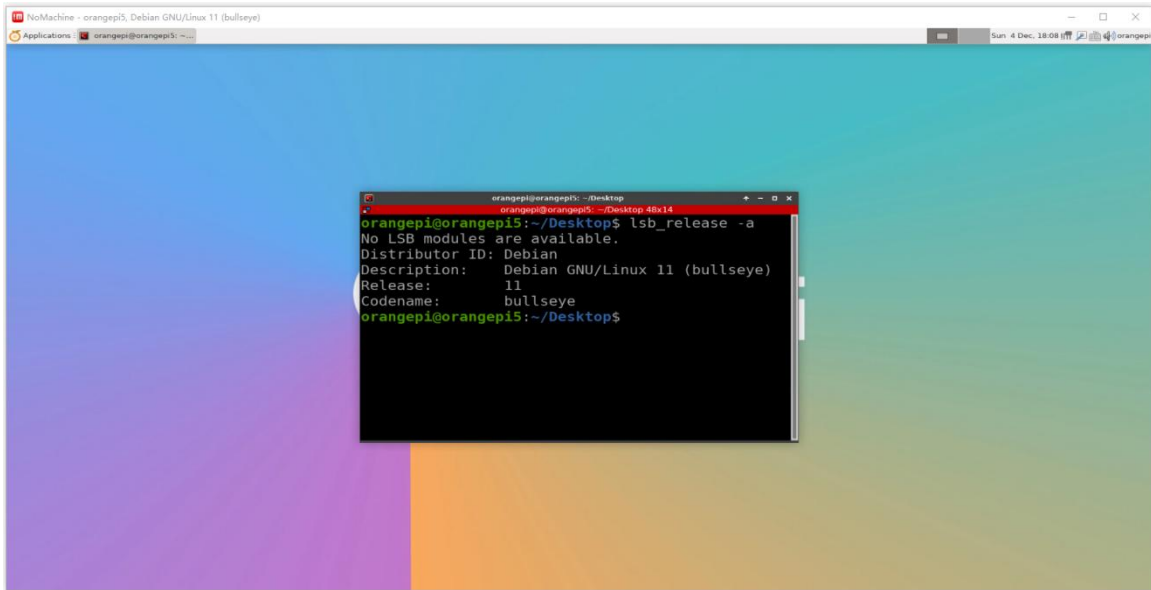 NoMachine - orangepi5, Debian GNU/Linux 11 (bullseye)
Applications : orangepi@orangepi5: ~...
Sun 4 Dec, 18:08 orangepi
orangepi@orangepi5: ~/Desktop
orangepi@orangepi5: ~/Desktop 48x14
orangepi@orangepi5:~/Desktop$ lsb_release -a
No LSB modules are available.
Distributor ID: Debian
Description: Debian GNU/Linux 11 (bullseye)
Release: 11
Codename: bullseye
orangepi@orangepi5:~/Desktop$